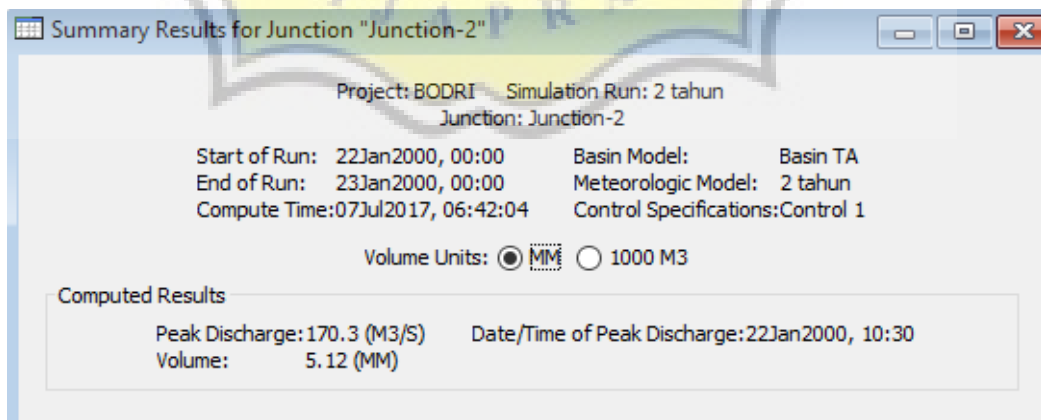 Summary Results for Junction "Junction-2"
Project: BODRI Simulation Run: 2 tahun
Junction: Junction-2
Start of Run: 22Jan2000, 00:00 Basin Model: Basin TA
End of Run: 23Jan2000, 00:00 Meteorologic Model: 2 tahun
Compute Time:07Jul2017, 06:42:04 Control Specifications:Control 1
Volume Units: MM 1000 M3
Computed Results
Peak Discharge:170.3 (M3/S) Date/Time of Peak Discharge:22Jan2000, 10:30
Volume: 5.12 (MM)